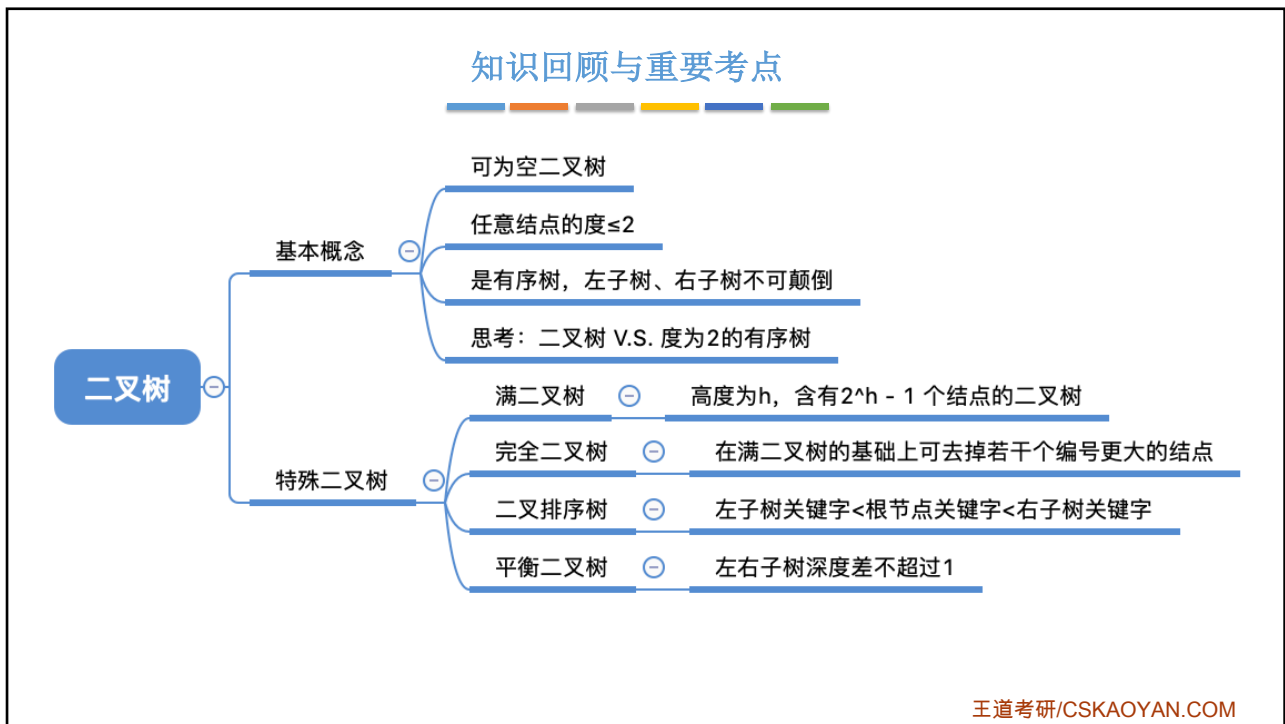 知识回顾与重要考点
二叉树
基本概念
可为空二叉树
任意结点的度≤2
是有序树，左子树、右子树不可颠倒
思考：二叉树 V.S. 度为2的有序树
特殊二叉树
满二叉树
高度为h，含有2^h - 1 个结点的二叉树
完全二叉树
在满二叉树的基础上可去掉若干个编号更大的结点
二叉排序树
左子树关键字<根节点关键字<右子树关键字
平衡二叉树
左右子树深度差不超过1
王道考研/CSKAOYAN.COM